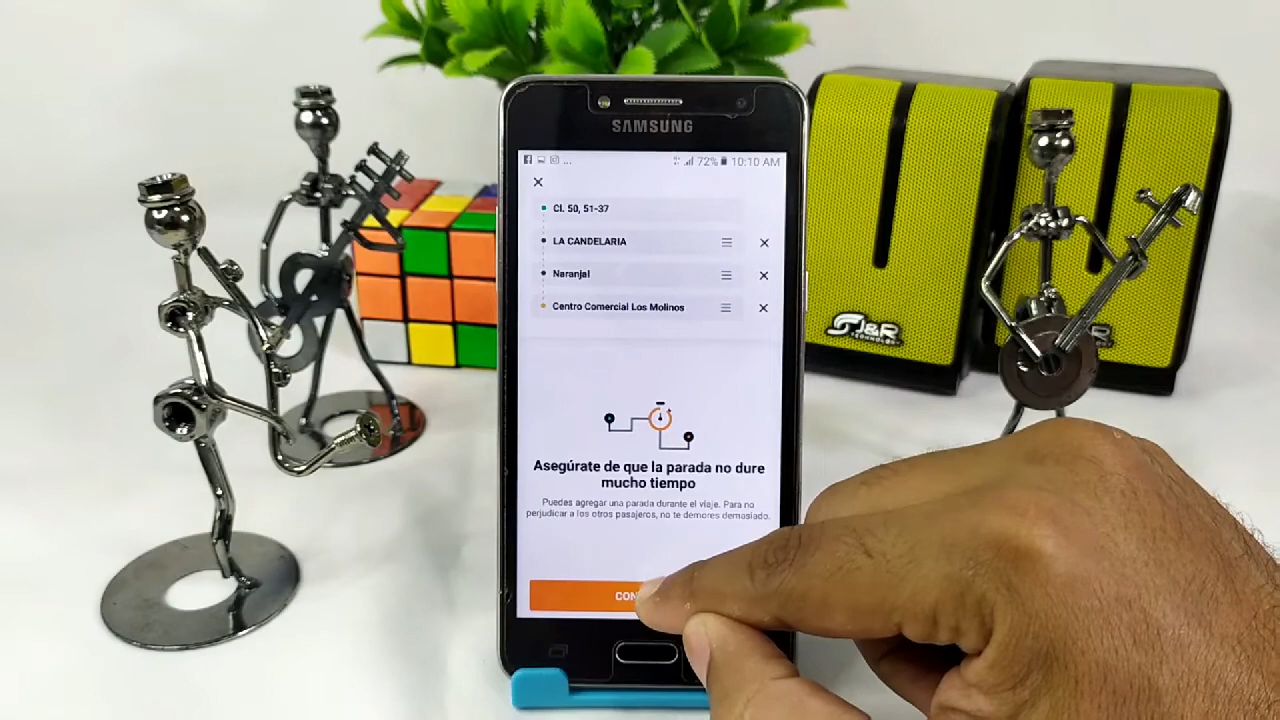 SAMSUNG
... 72% 10:10 AM
Cl. 50, 51-37
LA CANDELARIA
Naranjal
Centro Comercial Los Molinos
Asegúrate de que la parada no dure
mucho tiempo
Puedes agregar una parada durante el viaje. Para no
perjudicar a los otros pasajeros, no te demores demasiado.
CON
J&R
TECHNOLOGY
J&R